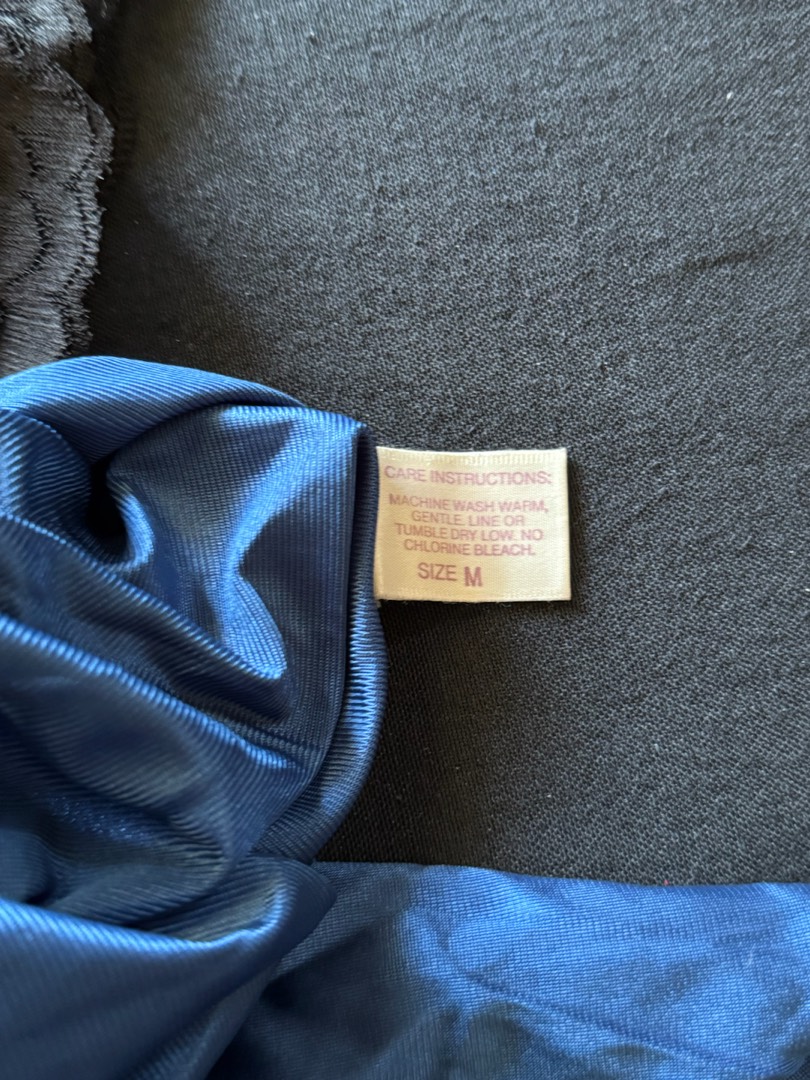 CARE INSTRUCTIONS:
MACHINE WASH WARM,
GENTLE. LINE OR
TUMBLE DRY LOW. NO
CHLORINE BLEACH.
SIZE M